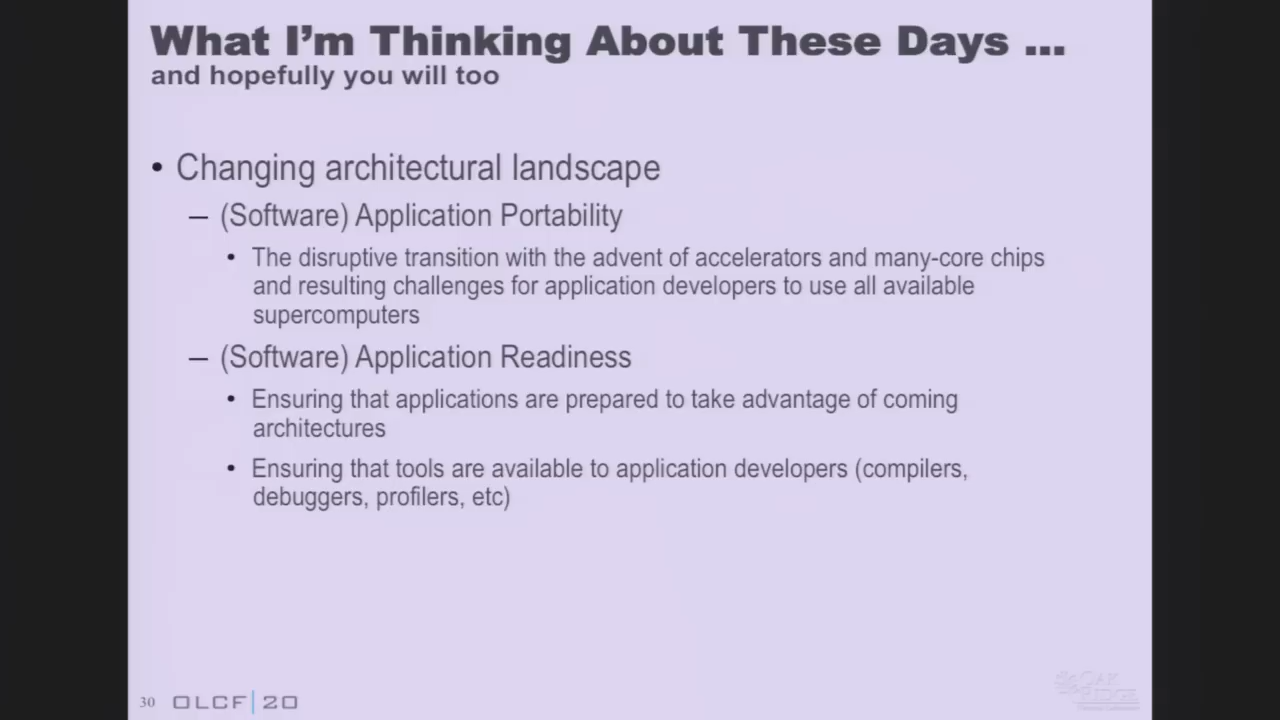 What I'm Thinking About These Days ...
and hopefully you will too
• Changing architectural landscape
– (Software) Application Portability
• The disruptive transition with the advent of accelerators and many-core chips
and resulting challenges for application developers to use all available
supercomputers
– (Software) Application Readiness
• Ensuring that applications are prepared to take advantage of coming
architectures
• Ensuring that tools are available to application developers (compilers,
debuggers, profilers, etc)
30 OLCF|20
OAK
RIDGE